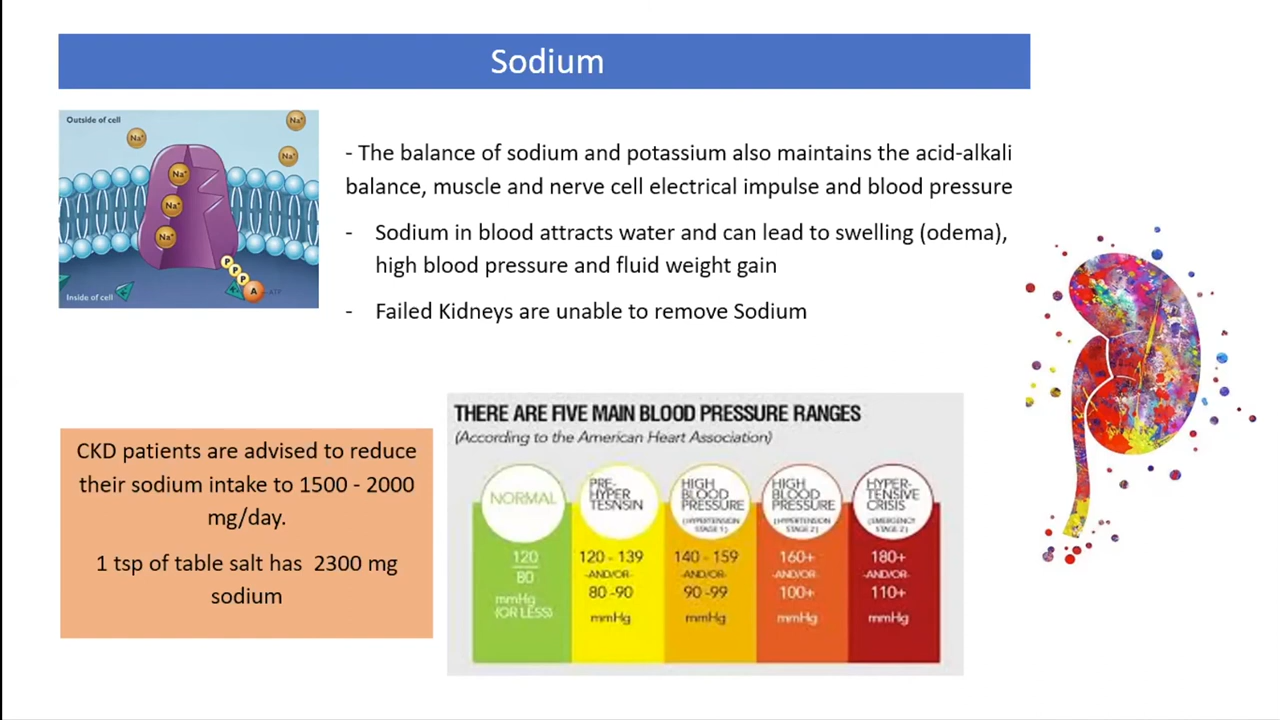 Sodium
Outside of cell
Na⁺
Na⁺
Na⁺
Na⁺
Na⁺
Na⁺
P
P
P
A
ATP
Inside of cell
- The balance of sodium and potassium also maintains the acid-alkali
balance, muscle and nerve cell electrical impulse and blood pressure
- Sodium in blood attracts water and can lead to swelling (odema),
high blood pressure and fluid weight gain
- Failed Kidneys are unable to remove Sodium
CKD patients are advised to reduce
their sodium intake to 1500 - 2000
mg/day.
1 tsp of table salt has 2300 mg
sodium
THERE ARE FIVE MAIN BLOOD PRESSURE RANGES
(According to the American Heart Association)
NORMAL
120
80
mmHg
(OR LESS)
PRE-
HYPER
TESNSIN
120 - 139
-AND/OR-
80 -90
mmHg
HIGH
BLOOD
PRESSURE
(HYPERTENSION
STAGE 1)
140 - 159
-AND/OR-
90 -99
mmHg
HIGH
BLOOD
PRESSURE
(HYPERTENSION
STAGE 2)
160+
-AND/OR-
100+
mmHg
HYPER-
TENSIVE
CRISIS
(EMERGENCY
STAGE 2)
180+
-AND/OR-
110+
mmHg